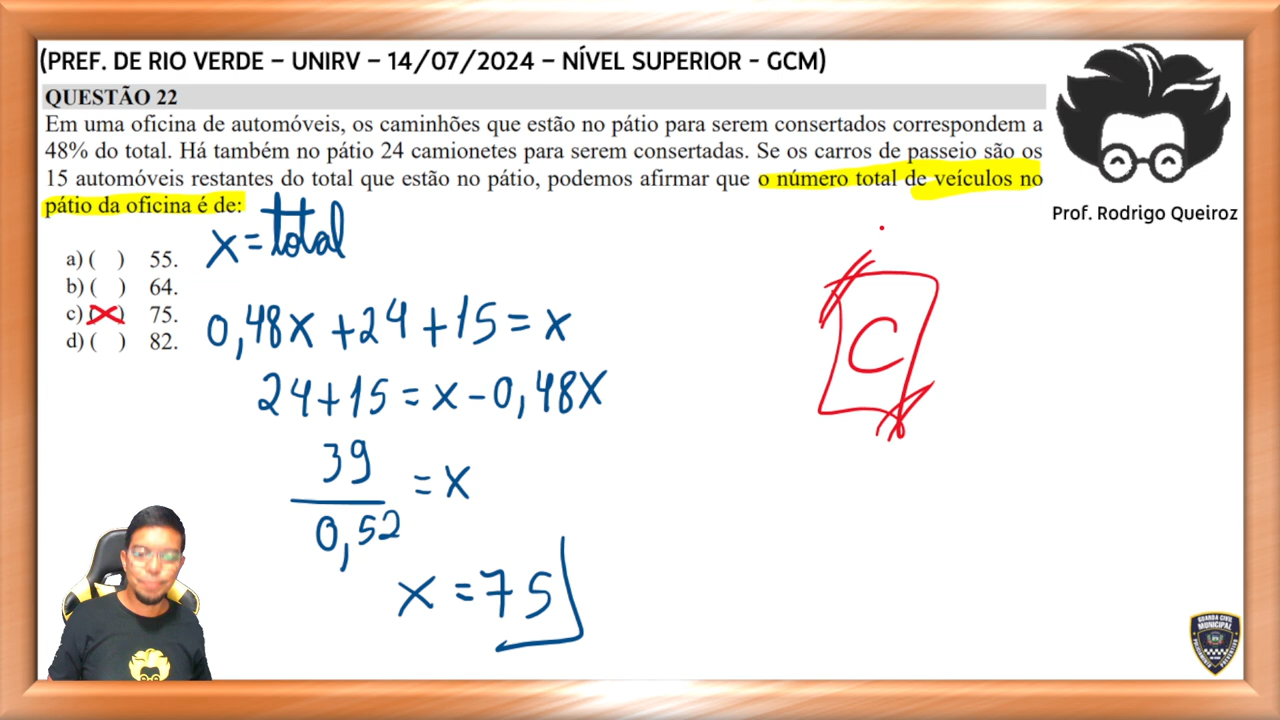 (PREF. DE RIO VERDE – UNIRV – 14/07/2024 – NÍVEL SUPERIOR - GCM)
QUESTÃO 22
Em uma oficina de automóveis, os caminhões que estão no pátio para serem consertados correspondem a
48% do total. Há também no pátio 24 camionetes para serem consertadas. Se os carros de passeio são os
15 automóveis restantes do total que estão no pátio, podemos afirmar que o número total de veículos no
pátio da oficina é de:
Prof. Rodrigo Queiroz
x = total
a) ( ) 55.
b) ( ) 64.
c) (X) 75.
d) ( ) 82.
0,48x + 24 + 15 = x
24 + 15 = x - 0,48x
39
= x
0,52
x = 75
C
GUARDA CIVIL
MUNICIPAL